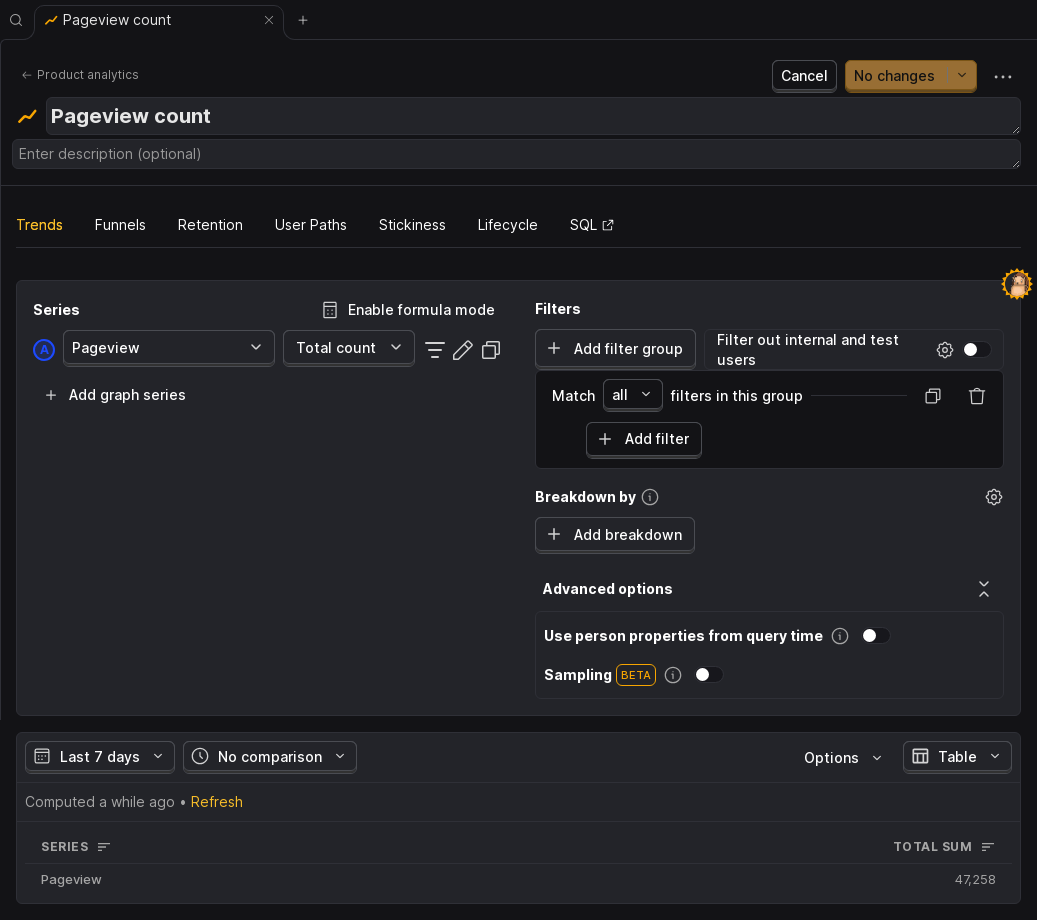 Pageview count
Product analytics
Cancel
No changes
Pageview count
Enter description (optional)
Trends
Funnels
Retention
User Paths
Stickiness
Lifecycle
SQL
Series
Enable formula mode
A
Pageview
Total count
Add graph series
Filters
Add filter group
Filter out internal and test
users
Match all filters in this group
Add filter
Breakdown by
Add breakdown
Advanced options
Use person properties from query time
Sampling BETA
Last 7 days
No comparison
Options
Table
Computed a while ago • Refresh
SERIES
TOTAL SUM
Pageview
47,258